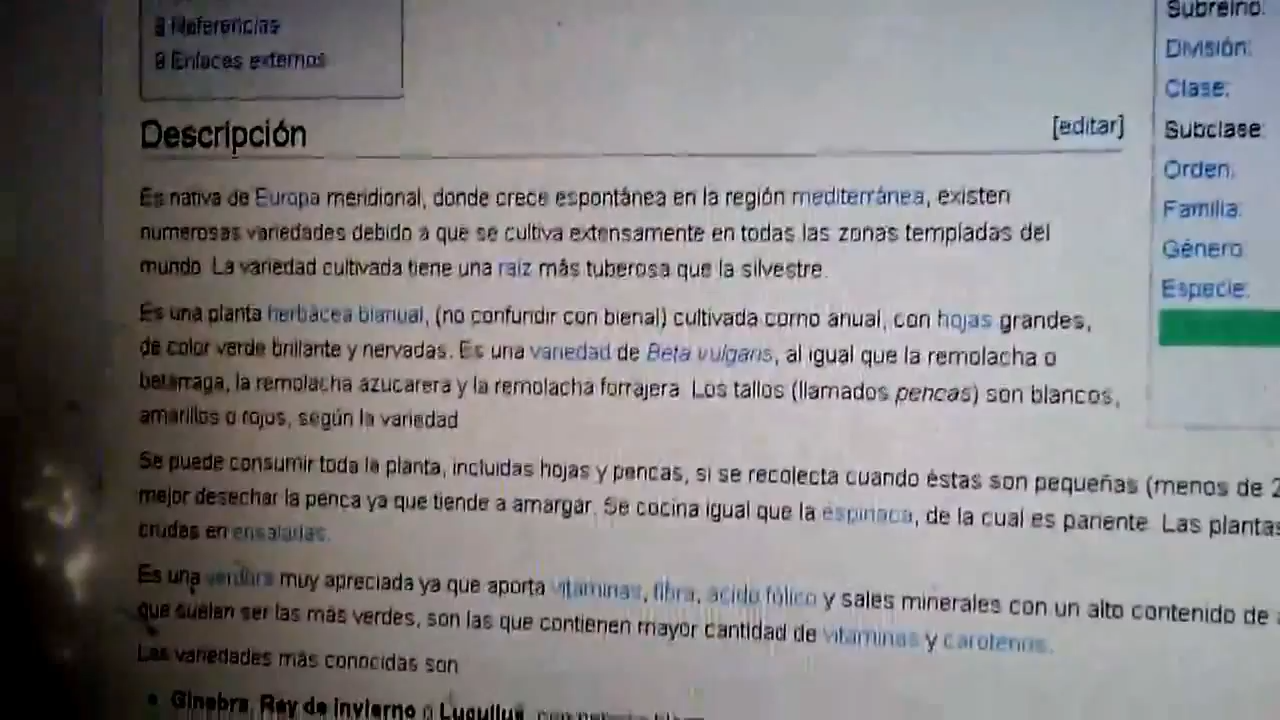 Referencias
9 Enlaces externos
Descripción
[editar]
Es nativa de Europa meridional, donde crece espontánea en la región mediterránea, existen
numerosas variedades debido a que se cultiva extensamente en todas las zonas templadas del
mundo. La variedad cultivada tiene una raíz más tuberosa que la silvestre.
Es una planta herbácea bianual, (no confundir con bienal) cultivada como anual, con hojas grandes,
de color verde brillante y nervadas. Es una variedad de Beta vulgaris, al igual que la remolacha o
betarraga, la remolacha azucarera y la remolacha forrajera. Los tallos (llamados pencas) son blancos,
amarillos o rojos, según la variedad
Se puede consumir toda la planta, incluidas hojas y pencas, si se recolecta cuando éstas son pequeñas (menos de 2
mejor desechar la penca ya que tiende a amargar. Se cocina igual que la espinaca, de la cual es pariente. Las plantas
crudas en ensaladas.
Es una verdura muy apreciada ya que aporta vitaminas, fibra, ácido fólico y sales minerales con un alto contenido de
que suelen ser las más verdes, son las que contienen mayor cantidad de vitaminas y carotenos.
Las variedades más conocidas son
• Ginebra, Rey de invierno o Lucullus,
Subreino:
División:
Clase:
Subclase:
Orden:
Familia:
Género:
Especie: